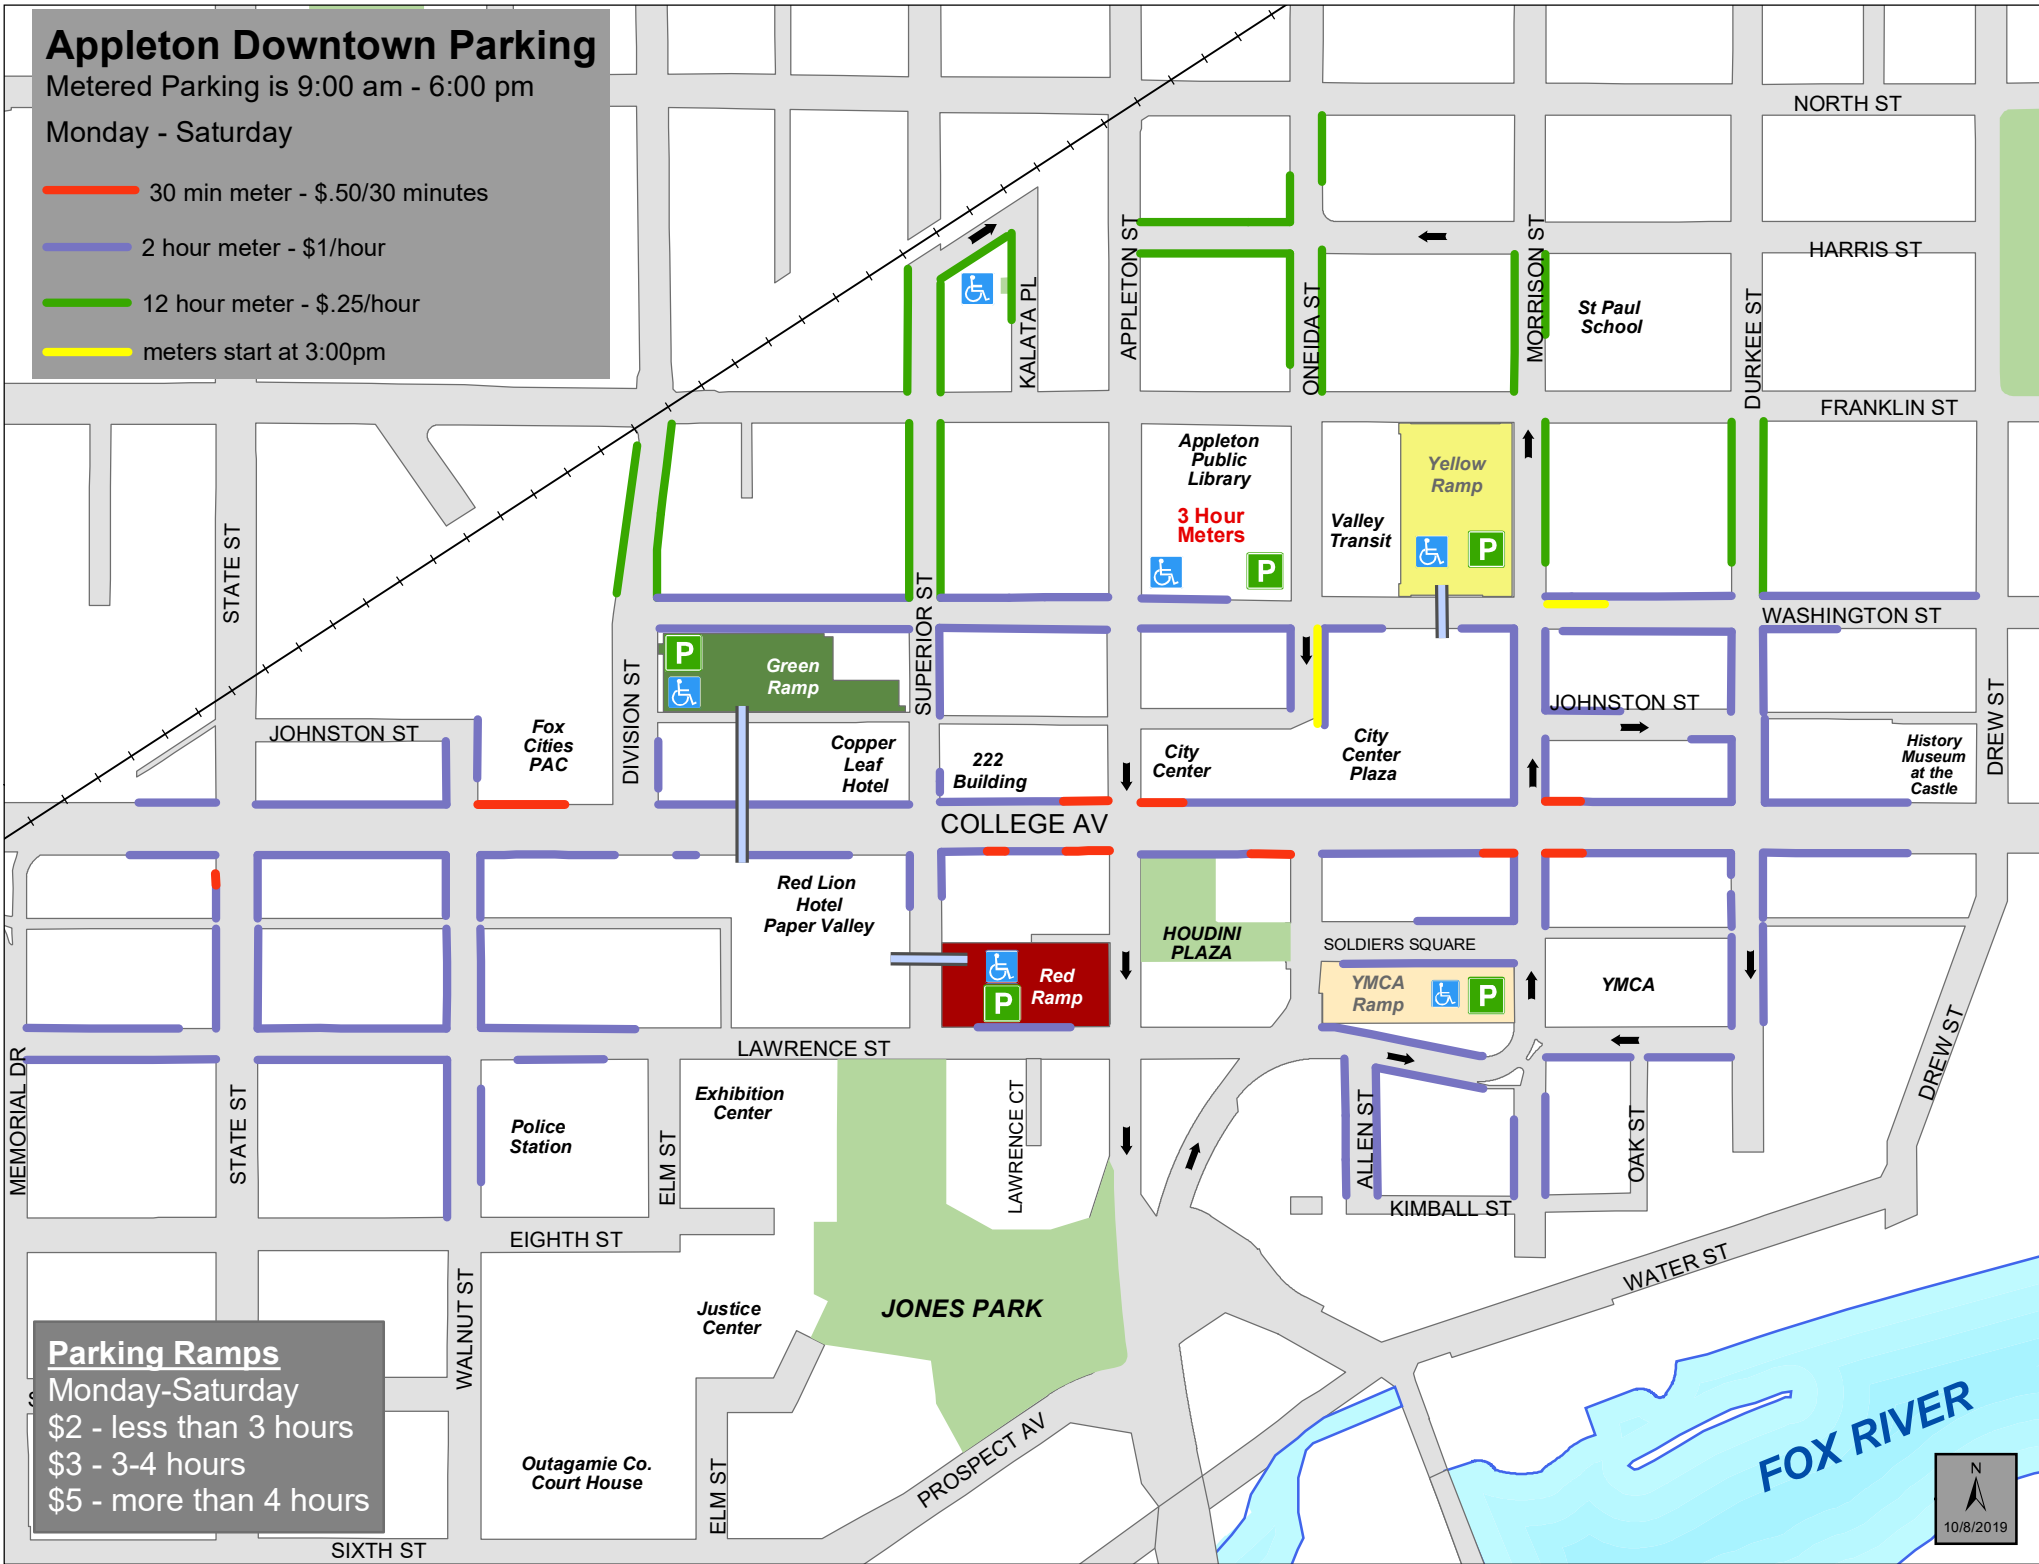 Appleton Downtown Parking
Metered Parking is 9:00 am - 6:00 pm
Monday - Saturday
30 min meter - $.50/30 minutes
2 hour meter - $1/hour
12 hour meter - $.25/hour
meters start at 3:00pm
NORTH ST
HARRIS ST
APPLETON ST
ONEIDA ST
MORRISON ST
DURKEE ST
KALATA PL
St Paul
School
FRANKLIN ST
Appleton
Public
Library
3 Hour
Meters
P
Valley
Transit
Yellow
Ramp
P
STATE ST
SUPERIOR ST
WASHINGTON ST
P
Green
Ramp
DIVISION ST
JOHNSTON ST
JOHNSTON ST
DREW ST
Fox
Cities
PAC
Copper
Leaf
Hotel
222
Building
City
Center
City
Center
Plaza
History
Museum
at the
Castle
COLLEGE AV
Red Lion
Hotel
Paper Valley
HOUDINI
PLAZA
SOLDIERS SQUARE
Red
Ramp
P
YMCA
Ramp
P
YMCA
LAWRENCE ST
MEMORIAL DR
STATE ST
Police
Station
Exhibition
Center
ELM ST
LAWRENCE CT
ALLEN ST
OAK ST
DREW ST
KIMBALL ST
EIGHTH ST
WALNUT ST
WATER ST
Justice
Center
JONES PARK
Parking Ramps
Monday-Saturday
$2 - less than 3 hours
$3 - 3-4 hours
$5 - more than 4 hours
Outagamie Co.
Court House
ELM ST
PROSPECT AV
FOX RIVER
SIXTH ST
N
10/8/2019